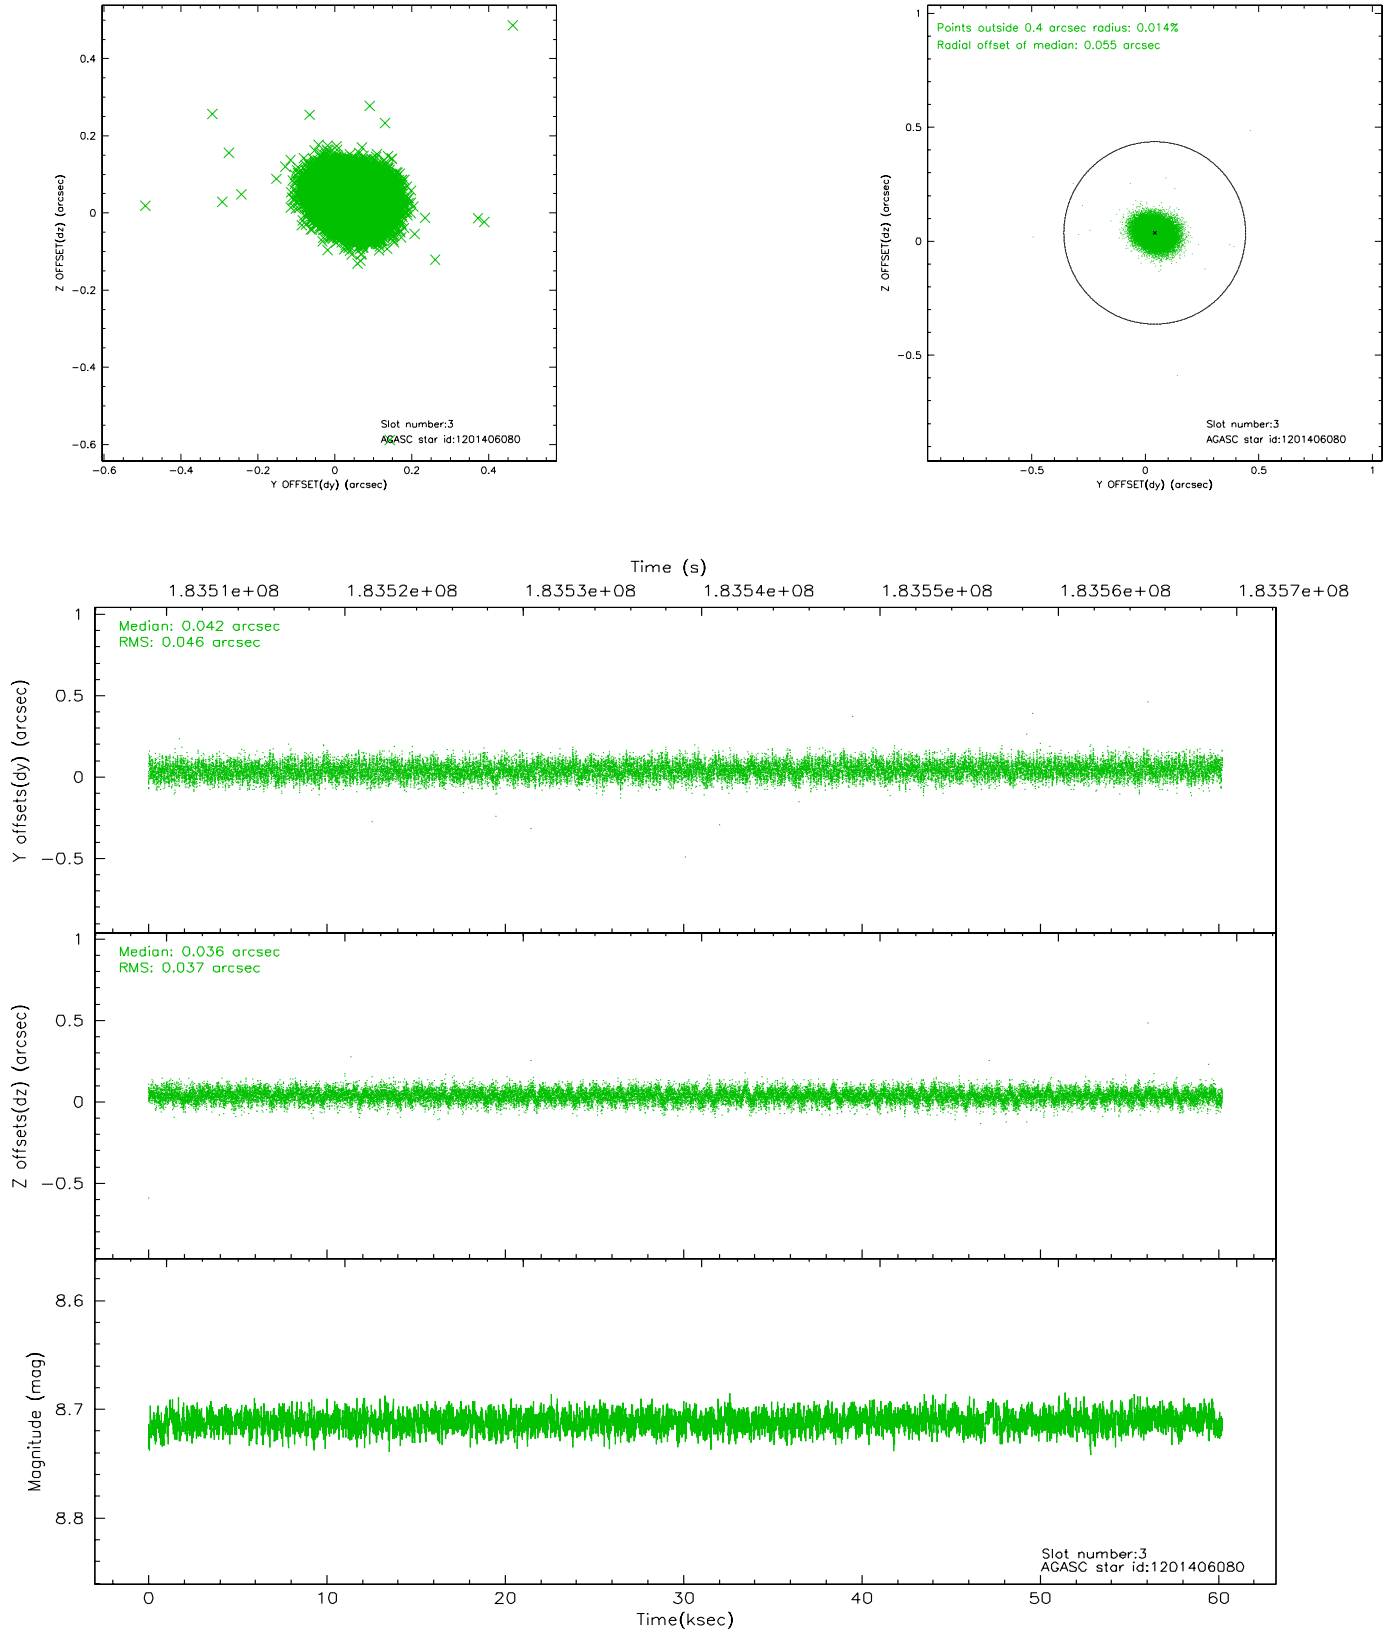 0.4
0.2
0
−0.2
−0.4
−0.6
Z OFFSET(dz) (arcsec)
Slot number:3
AGASC star id:1201406080
−0.6 −0.4 −0.2 0 0.2 0.4
Y OFFSET(dy) (arcsec)
1
0.5
0
−0.5
Z OFFSET(dz) (arcsec)
Points outside 0.4 arcsec radius: 0.014%
Radial offset of median: 0.055 arcsec
Slot number:3
AGASC star id:1201406080
−0.5 0 0.5 1
Y OFFSET(dy) (arcsec)
Time (s)
1.8351e+08 1.8352e+08 1.8353e+08 1.8354e+08 1.8355e+08 1.8356e+08 1.8357e+08
Median: 0.042 arcsec
RMS: 0.046 arcsec
1
0.5
0
−0.5
Y offsets(dy) (arcsec)
Median: 0.036 arcsec
RMS: 0.037 arcsec
1
0.5
0
−0.5
Z offsets(dz) (arcsec)
8.6
8.7
8.8
Magnitude (mag)
Slot number:3
AGASC star id:1201406080
0 10 20 30 40 50 60
Time(ksec)